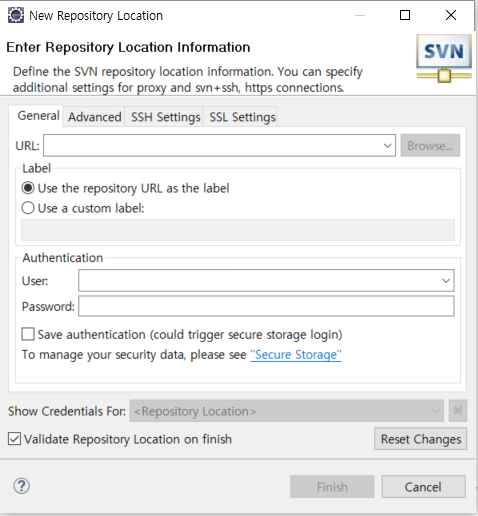 New Repository Location
Enter Repository Location Information
SVN
Define the SVN repository location information. You can specify
additional settings for proxy and svn+ssh, https connections.
General Advanced SSH Settings SSL Settings
URL: Browse...
Label
Use the repository URL as the label
Use a custom label:
Authentication
User:
Password:
Save authentication (could trigger secure storage login)
To manage your security data, please see "Secure Storage"
Show Credentials For: <Repository Location>
Validate Repository Location on finish Reset Changes
? Finish Cancel